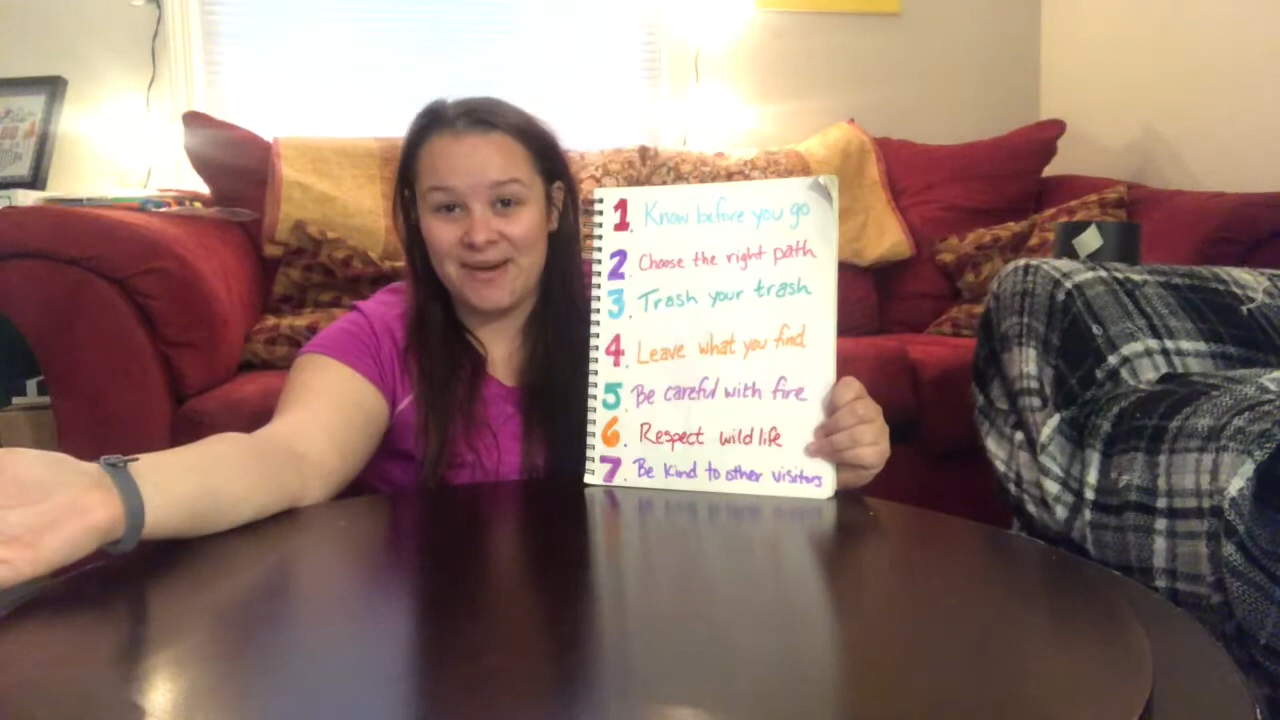 1. Know before you go
2. Choose the right path
3. Trash your trash
4. Leave what you find
5. Be careful with fire
6. Respect wildlife
7. Be kind to other visitors